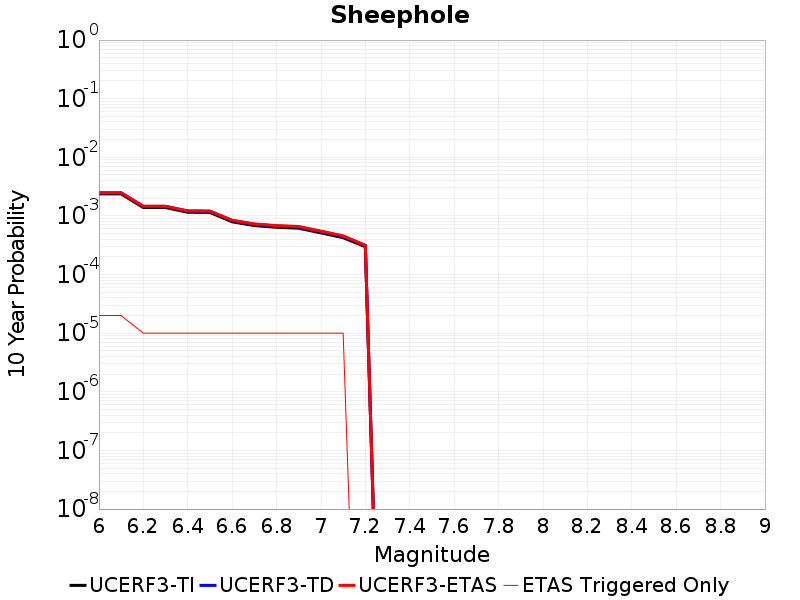 Sheephole
10 Year Probability
10^0
10^-1
10^-2
10^-3
10^-4
10^-5
10^-6
10^-7
10^-8
6 6.2 6.4 6.6 6.8 7 7.2 7.4 7.6 7.8 8 8.2 8.4 8.6 8.8 9
Magnitude
UCERF3-TI UCERF3-TD UCERF3-ETAS ETAS Triggered Only